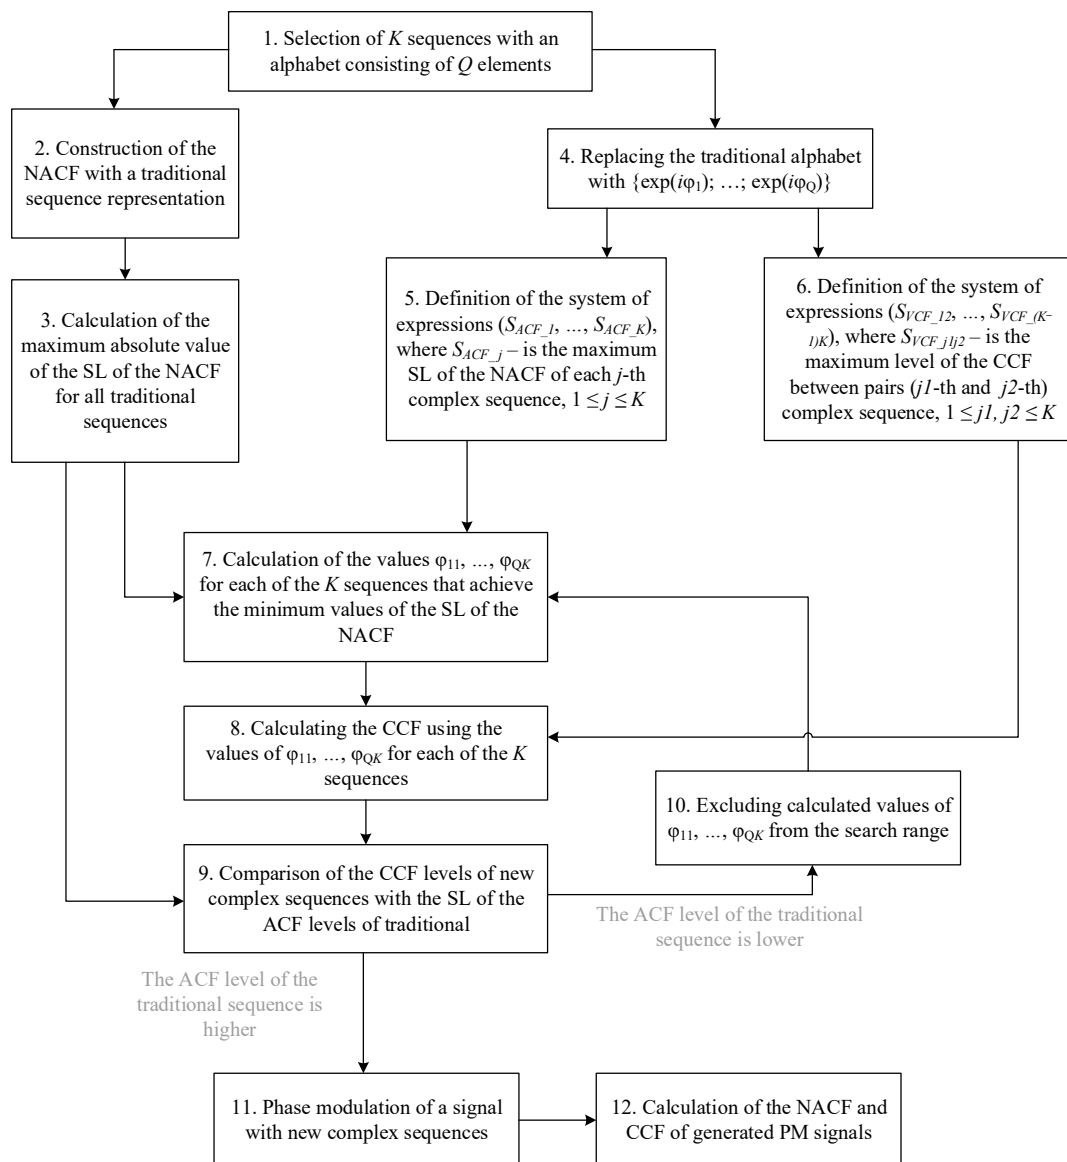 1. Selection of K sequences with an
alphabet consisting of Q elements
2. Construction of the
NACF with a traditional
sequence representation
4. Replacing the traditional alphabet
with {exp(iφ1); …; exp(iφQ)}
3. Calculation of the
maximum absolute value
of the SL of the NACF
for all traditional
sequences
5. Definition of the system of
expressions (S_ACF_1, ..., S_ACF_K),
where S_ACF_j – is the maximum
SL of the NACF of each j-th
complex sequence, 1 ≤ j ≤ K
6. Definition of the system of
expressions (S_VCF_12, ..., S_VCF_(K−
1)K), where S_VCF_j1j2 – is the
maximum level of the CCF
between pairs (j1-th and j2-th)
complex sequence, 1 ≤ j1, j2 ≤ K
7. Calculation of the values φ11, ..., φQK
for each of the K sequences that achieve
the minimum values of the SL of the
NACF
8. Calculating the CCF using the
values of φ11, ..., φQK for each of the K
sequences
10. Excluding calculated values of
φ11, ..., φQK from the search range
9. Comparison of the CCF levels of new
complex sequences with the SL of the
ACF levels of traditional
The ACF level of the traditional
sequence is lower
The ACF level of the
traditional sequence is
higher
11. Phase modulation of a signal
with new complex sequences
12. Calculation of the NACF and
CCF of generated PM signals